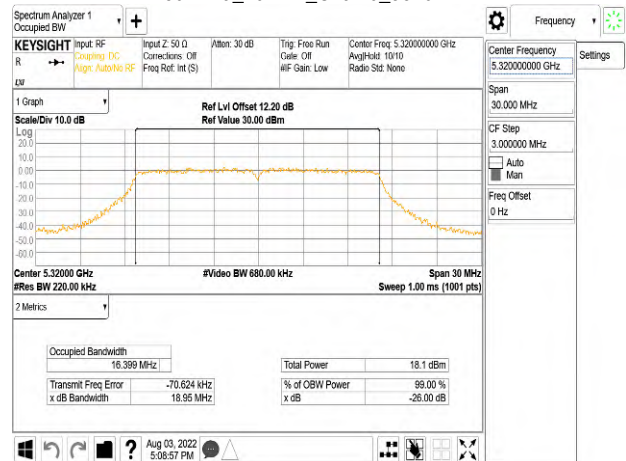 Spectrum Analyzer 1
Occupied BW
Frequency
KEYSIGHT
R
Input: RF
Coupling: DC
Align: Auto/No RF
Input Z: 50 Ω
Corrections: Off
Freq Ref: Int (S)
Atten: 30 dB
Trig: Free Run
Gate: Off
#IF Gain: Low
Center Freq: 5.320000000 GHz
Avg|Hold: 10/10
Radio Std: None
Center Frequency
5.320000000 GHz
Settings
Span
30.000 MHz
CF Step
3.000000 MHz
Auto
Man
Freq Offset
0 Hz
1 Graph
Scale/Div 10.0 dB
Ref Lvl Offset 12.20 dB
Ref Value 30.00 dBm
Log
20.0
10.0
0.00
-10.0
-20.0
-30.0
-40.0
-50.0
-60.0
Center 5.32000 GHz
#Video BW 680.00 kHz
Span 30 MHz
#Res BW 220.00 kHz
Sweep 1.00 ms (1001 pts)
2 Metrics
Occupied Bandwidth
16.399 MHz
Total Power 18.1 dBm
Transmit Freq Error -70.624 kHz
% of OBW Power 99.00 %
x dB Bandwidth 18.95 MHz
x dB -26.00 dB
?
Aug 03, 2022
5:08:57 PM